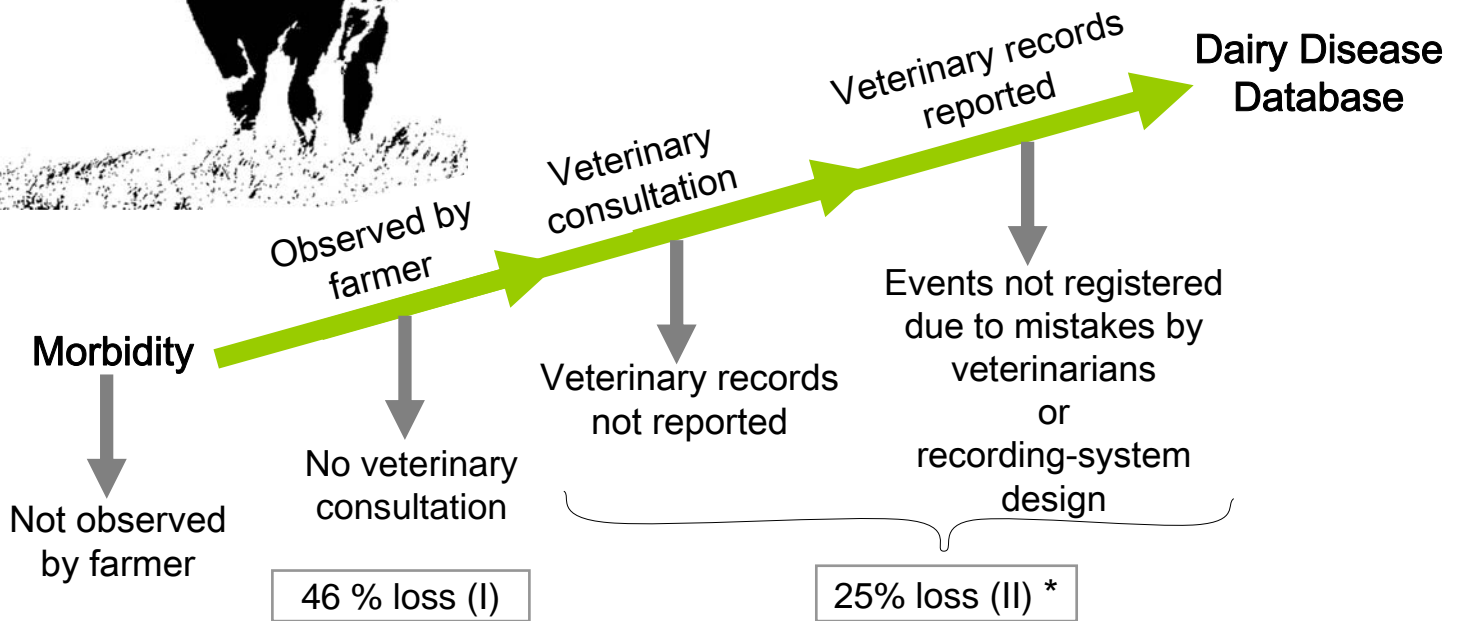 Morbidity
Observed by
farmer
Veterinary
consultation
Veterinary records
reported
Dairy Disease
Database
Not observed
by farmer
No veterinary
consultation
Veterinary records
not reported
Events not registered
due to mistakes by
veterinarians
or
recording-system
design
46 % loss (I)
25% loss (II) *